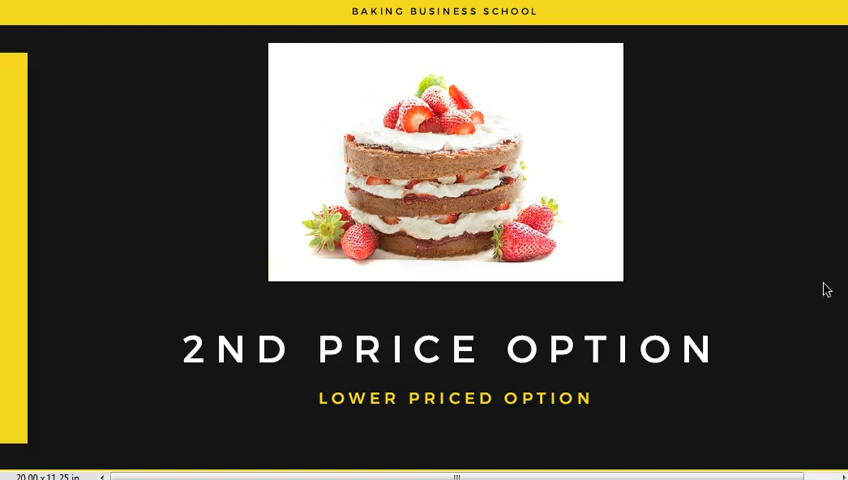 BAKING BUSINESS SCHOOL
2ND PRICE OPTION
LOWER PRICED OPTION
20.00 x 11.25 in